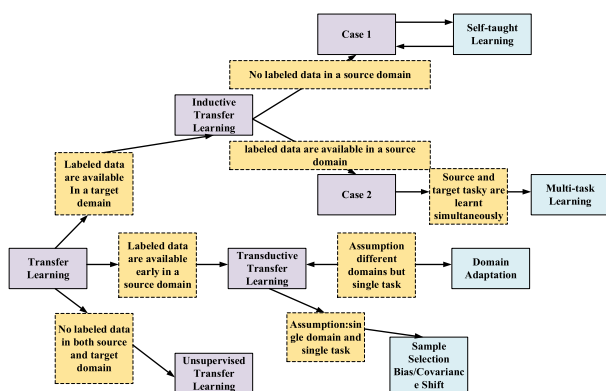 Case 1
Self-taught
Learning
No labeled data in a source domain
Inductive
Transfer
Learning
Labeled data
are available
In a target
demain
labeled data are available in a source
domain
Case 2
Source and
target tasky are
learnt
simultaneously
Multi-task
Learning
Transfer
Learning
Labeled data
are available
early in a
source domain
Transductive
Transfer
Learning
Assumption
different
domains but
single task
Domain
Adaptation
No labeled data
in both source
and target
domain
Unsupervised
Transfer
Learning
Assumption:sin
gle domain and
single task
Sample
Selection
Bias/Covarianc
e Shift